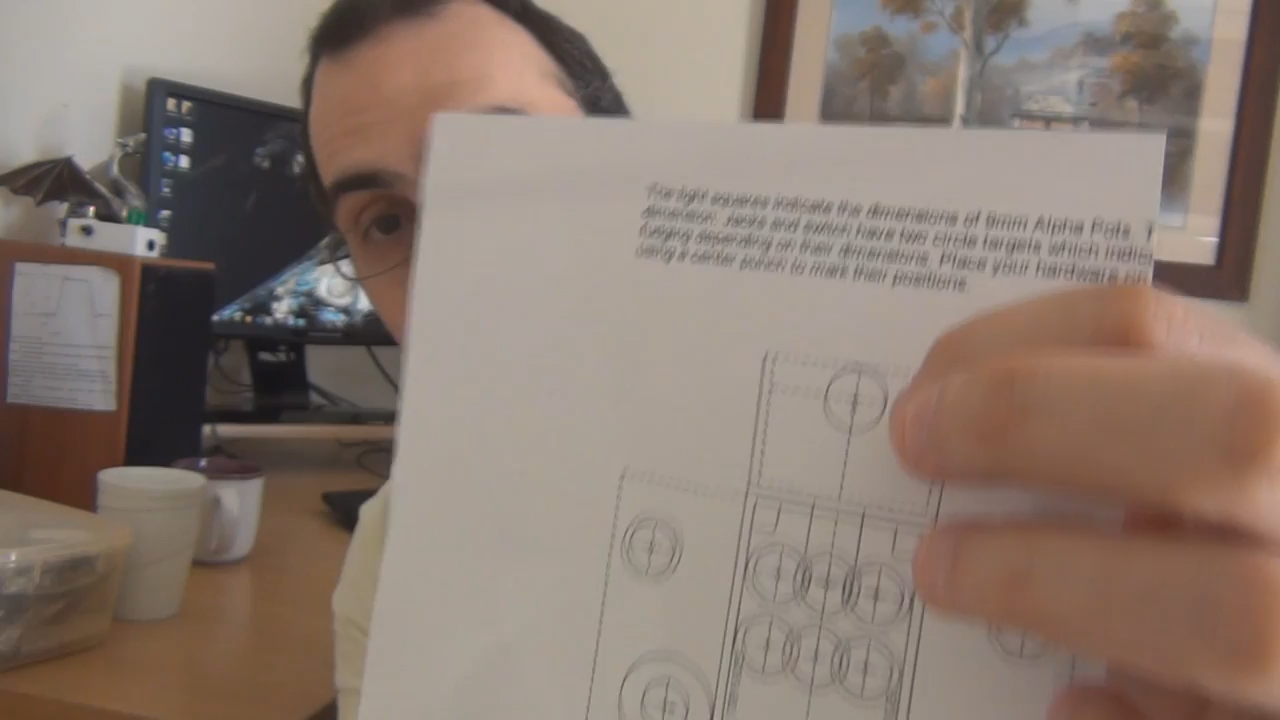 The light squares indicate the dimensions of 9mm Alpha Pots.
dimension. Jacks and switch have two circle targets which indic
depending on their dimensions. Place your hardware on
using a center punch to mark their positions.